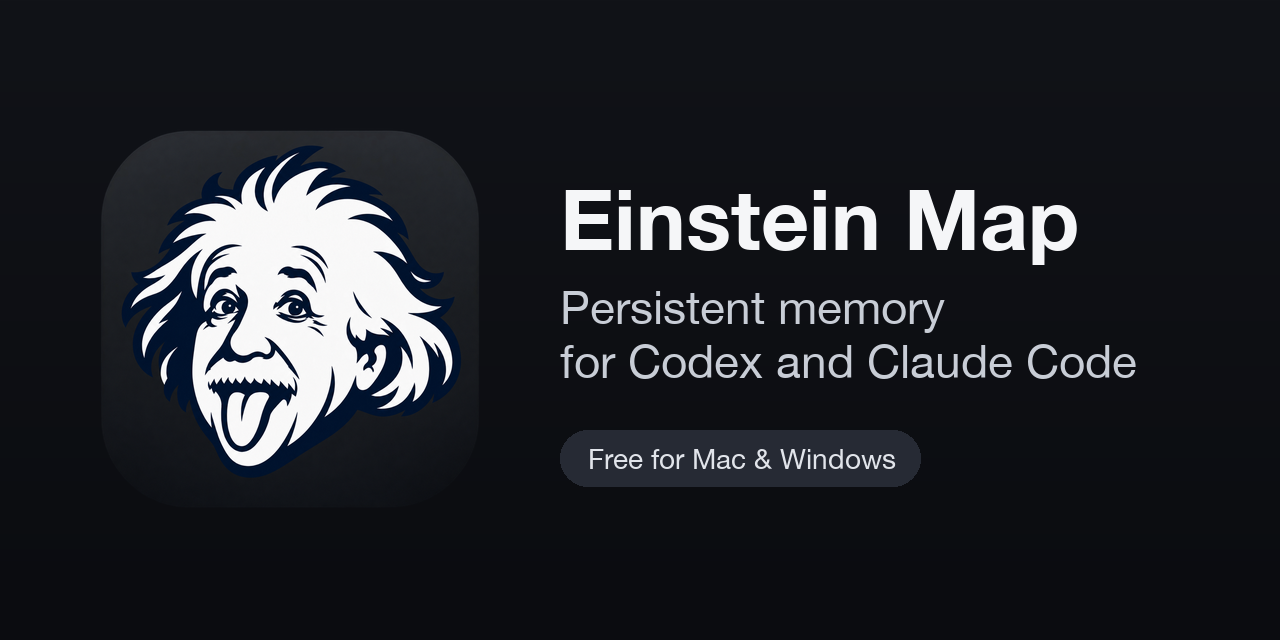 Einstein Map
Persistent memory
for Codex and Claude Code
Free for Mac & Windows